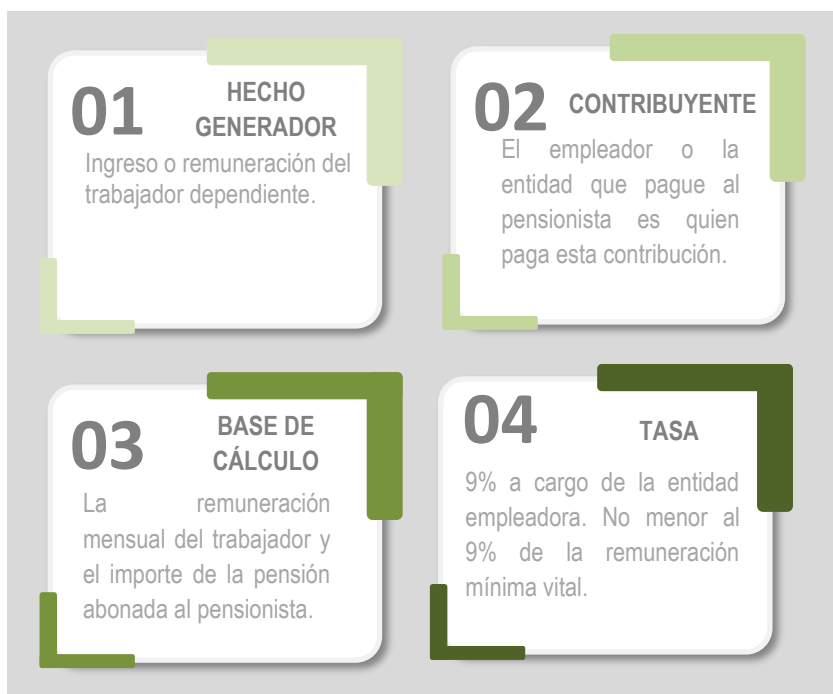 01
HECHO
GENERADOR
Ingreso o remuneración del
trabajador dependiente.
02
CONTRIBUYENTE
El empleador o la
entidad que pague al
pensionista es quien
paga esta contribución.
03
BASE DE
CÁLCULO
La remuneración
mensual del trabajador y
el importe de la pensión
abonada al pensionista.
04
TASA
9% a cargo de la entidad
empleadora. No menor al
9% de la remuneración
mínima vital.